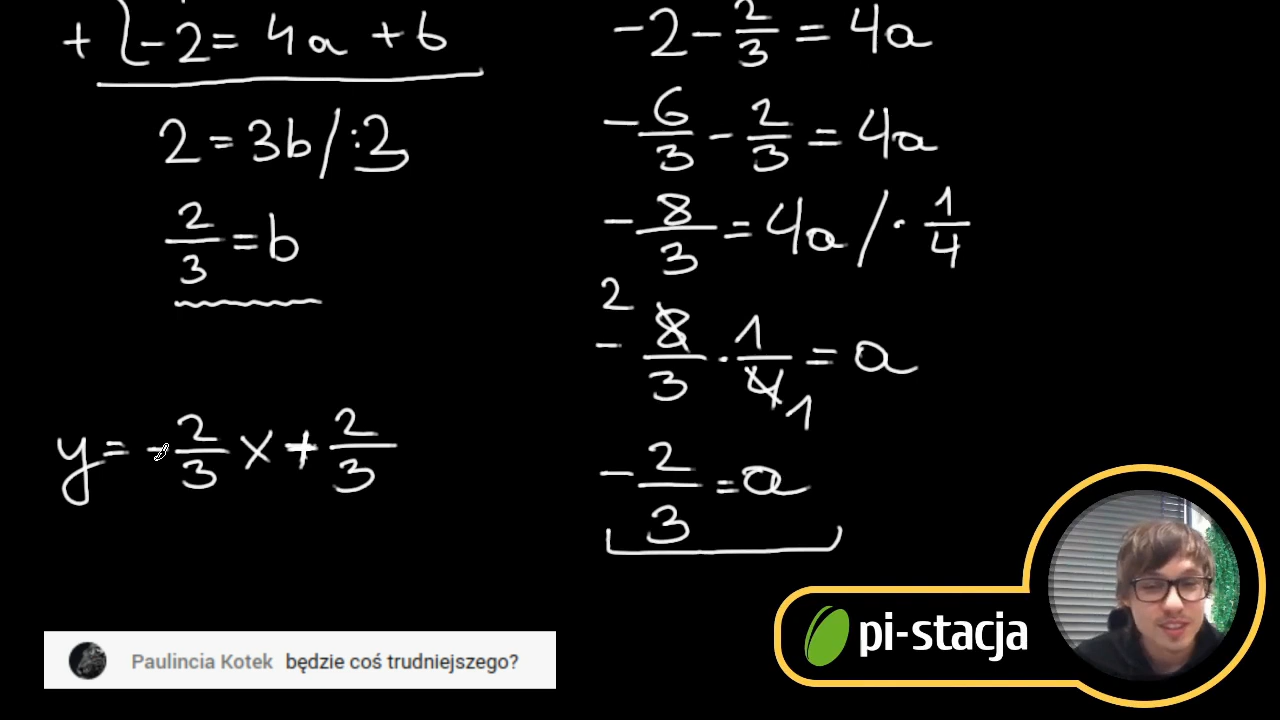 + { -2 = 4a + b
2 = 3b / :3
2/3 = b
y = -2/3 x + 2/3
-2 - 2/3 = 4a
-6/3 - 2/3 = 4a
-8/3 = 4a / · 1/4
2
-8/3 · 1/4 = a
1
-2/3 = a
pi-stacja
Paulincia Kotek będzie coś trudniejszego?